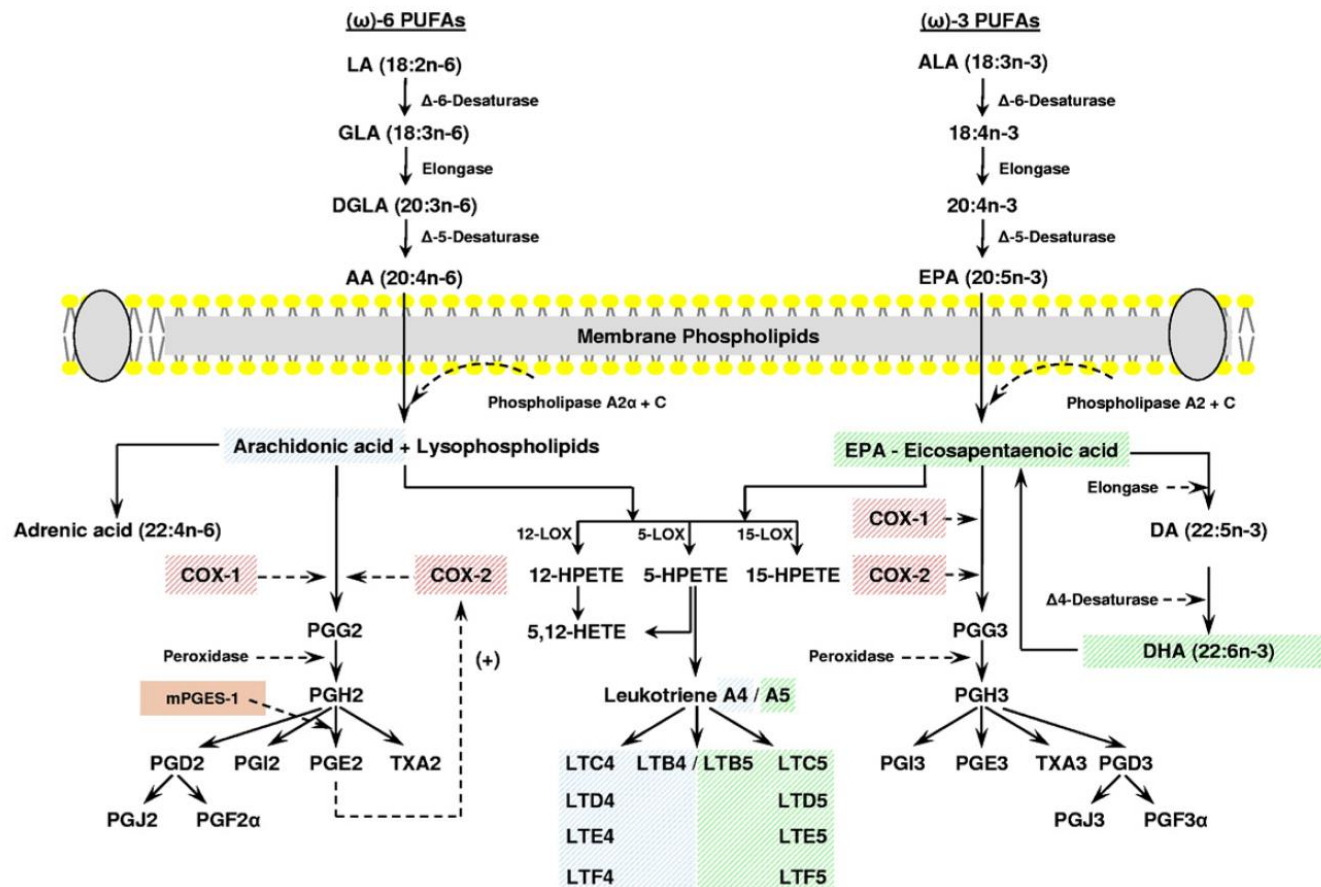 (ω)-6 PUFAs
(ω)-3 PUFAs
LA (18:2n-6)
ALA (18:3n-3)
Δ-6-Desaturase
Δ-6-Desaturase
GLA (18:3n-6)
18:4n-3
Elongase
Elongase
DGLA (20:3n-6)
20:4n-3
Δ-5-Desaturase
Δ-5-Desaturase
AA (20:4n-6)
EPA (20:5n-3)
Membrane Phospholipids
Phospholipase A2α + C
Phospholipase A2 + C
Arachidonic acid + Lysophospholipids
EPA - Eicosapentaenoic acid
Elongase
Adrenic acid (22:4n-6)
12-LOX
5-LOX
15-LOX
COX-1
DA (22:5n-3)
COX-1
COX-2
12-HPETE
5-HPETE
15-HPETE
COX-2
Δ4-Desaturase
PGG2
5,12-HETE
PGG3
DHA (22:6n-3)
Peroxidase
(+)
Peroxidase
mPGES-1
PGH2
Leukotriene A4 / A5
PGH3
PGD2
PGI2
PGE2
TXA2
LTC4
LTB4 / LTB5
LTC5
PGI3
PGE3
TXA3
PGD3
LTD4
LTD5
PGJ2
PGF2α
PGJ3
PGF3α
LTE4
LTE5
LTF4
LTF5